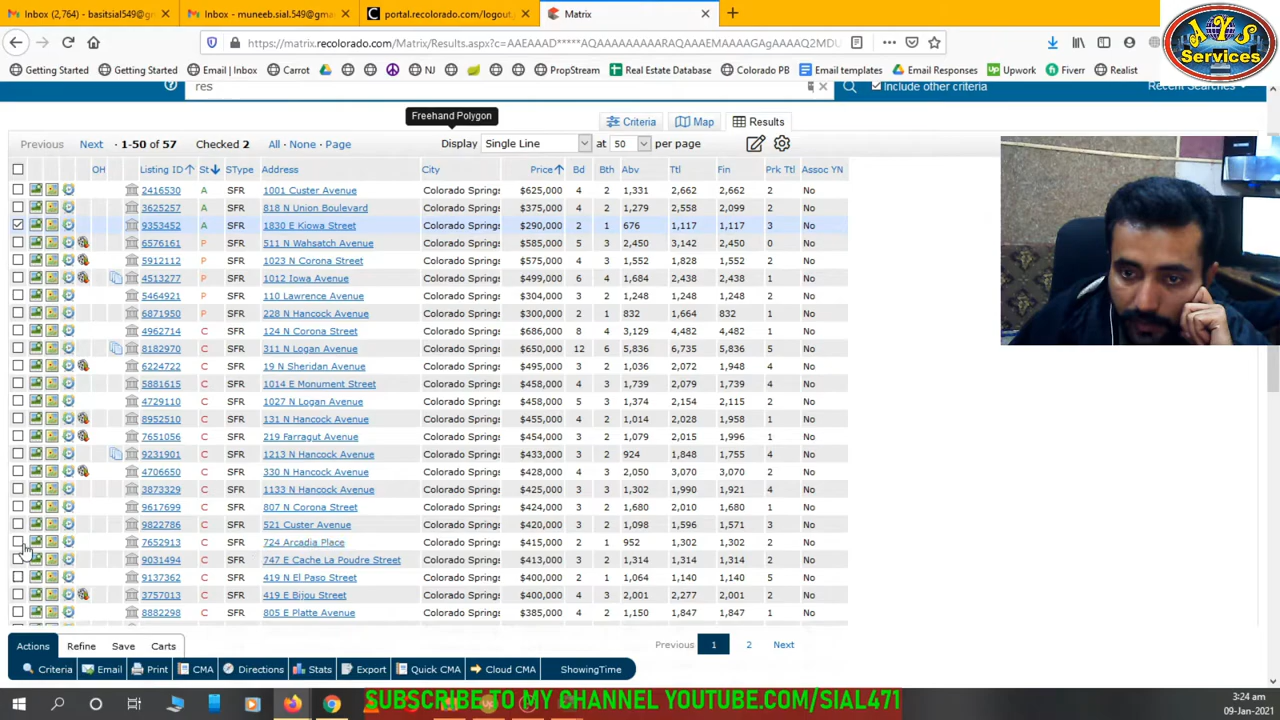 Inbox (2,764) - basitsial549@g
Inbox - muneeb.sial.549@gm
portal.recolorado.com/logout
Matrix
https://matrix.recolorado.com/Matrix/Results.aspx?c=AAEAAAD*****AQAAAAAAAAARAQAAAEMAAAAGAgAAAAQ2MDU
Getting Started
Getting Started
Email | Inbox
Carrot
NJ
PropStream
Real Estate Database
Colorado PB
Email templates
Email Responses
Upwork
Fiverr
Realist
AYS
Services
res
Include other criteria
Recent Searches
Freehand Polygon
Criteria
Map
Results
Previous · 1-50 of 57 Next Checked 2 All · None · Page
Display Single Line at 50 per page
OH Listing ID St SType Address City Price Bd Bth Abv Ttl Fin Prk Ttl Assoc YN
2416530 A SFR 1001 Custer Avenue Colorado Springs $625,000 4 2 1,331 2,662 2,662 2 No
3625257 A SFR 818 N Union Boulevard Colorado Springs $375,000 4 2 1,279 2,558 2,099 2 No
9353452 A SFR 1830 E Kiowa Street Colorado Springs $290,000 2 1 676 1,117 1,117 3 No
6576161 P SFR 511 N Wahsatch Avenue Colorado Springs $585,000 5 3 2,450 3,142 2,450 0 No
5912112 P SFR 1023 N Corona Street Colorado Springs $575,000 4 3 1,552 1,828 1,552 2 No
4513277 P SFR 1012 Iowa Avenue Colorado Springs $499,000 6 4 1,684 2,438 2,438 1 No
5464921 P SFR 110 Lawrence Avenue Colorado Springs $304,000 3 2 1,248 1,248 1,248 2 No
6871950 P SFR 228 N Hancock Avenue Colorado Springs $300,000 2 1 832 1,664 832 1 No
4962714 C SFR 124 N Corona Street Colorado Springs $686,000 8 4 3,129 4,482 4,482 1 No
8182970 C SFR 311 N Logan Avenue Colorado Springs $650,000 12 6 5,836 6,735 5,836 5 No
6224722 C SFR 19 N Sheridan Avenue Colorado Springs $495,000 3 2 1,036 2,072 1,948 4 No
5881615 C SFR 1014 E Monument Street Colorado Springs $458,000 4 3 1,739 2,079 1,739 4 No
4729110 C SFR 1027 N Logan Avenue Colorado Springs $458,000 5 3 1,374 2,154 2,115 2 No
8952510 C SFR 131 N Hancock Avenue Colorado Springs $455,000 4 2 1,014 2,028 1,958 1 No
7651056 C SFR 219 Farragut Avenue Colorado Springs $454,000 3 2 1,079 2,015 1,996 1 No
9231901 C SFR 1213 N Hancock Avenue Colorado Springs $433,000 3 2 924 1,848 1,755 4 No
4706650 C SFR 330 N Hancock Avenue Colorado Springs $428,000 4 3 2,050 3,070 3,070 2 No
3873329 C SFR 1133 N Hancock Avenue Colorado Springs $425,000 3 3 1,302 1,990 1,921 4 No
9617699 C SFR 807 N Corona Street Colorado Springs $424,000 3 2 1,680 2,010 1,680 1 No
9822786 C SFR 521 Custer Avenue Colorado Springs $420,000 3 2 1,098 1,596 1,571 3 No
7652913 C SFR 724 Arcadia Place Colorado Springs $415,000 2 1 952 1,302 1,302 2 No
9031494 C SFR 747 E Cache La Poudre Street Colorado Springs $413,000 3 2 1,314 1,314 1,314 2 No
9137362 C SFR 419 N El Paso Street Colorado Springs $400,000 2 1 1,064 1,140 1,140 5 No
3757013 C SFR 419 E Bijou Street Colorado Springs $400,000 4 3 2,001 2,277 2,001 2 No
8882298 C SFR 805 E Platte Avenue Colorado Springs $385,000 4 2 1,150 1,847 1,847 1 No
Actions Refine Save Carts
Previous 1 2 Next
Criteria Email Print CMA Directions Stats Export Quick CMA Cloud CMA ShowingTime
SUBSCRIBE TO MY CHANNEL YOUTUBE.COM/SIAL471
3:24 am
09-Jan-2021